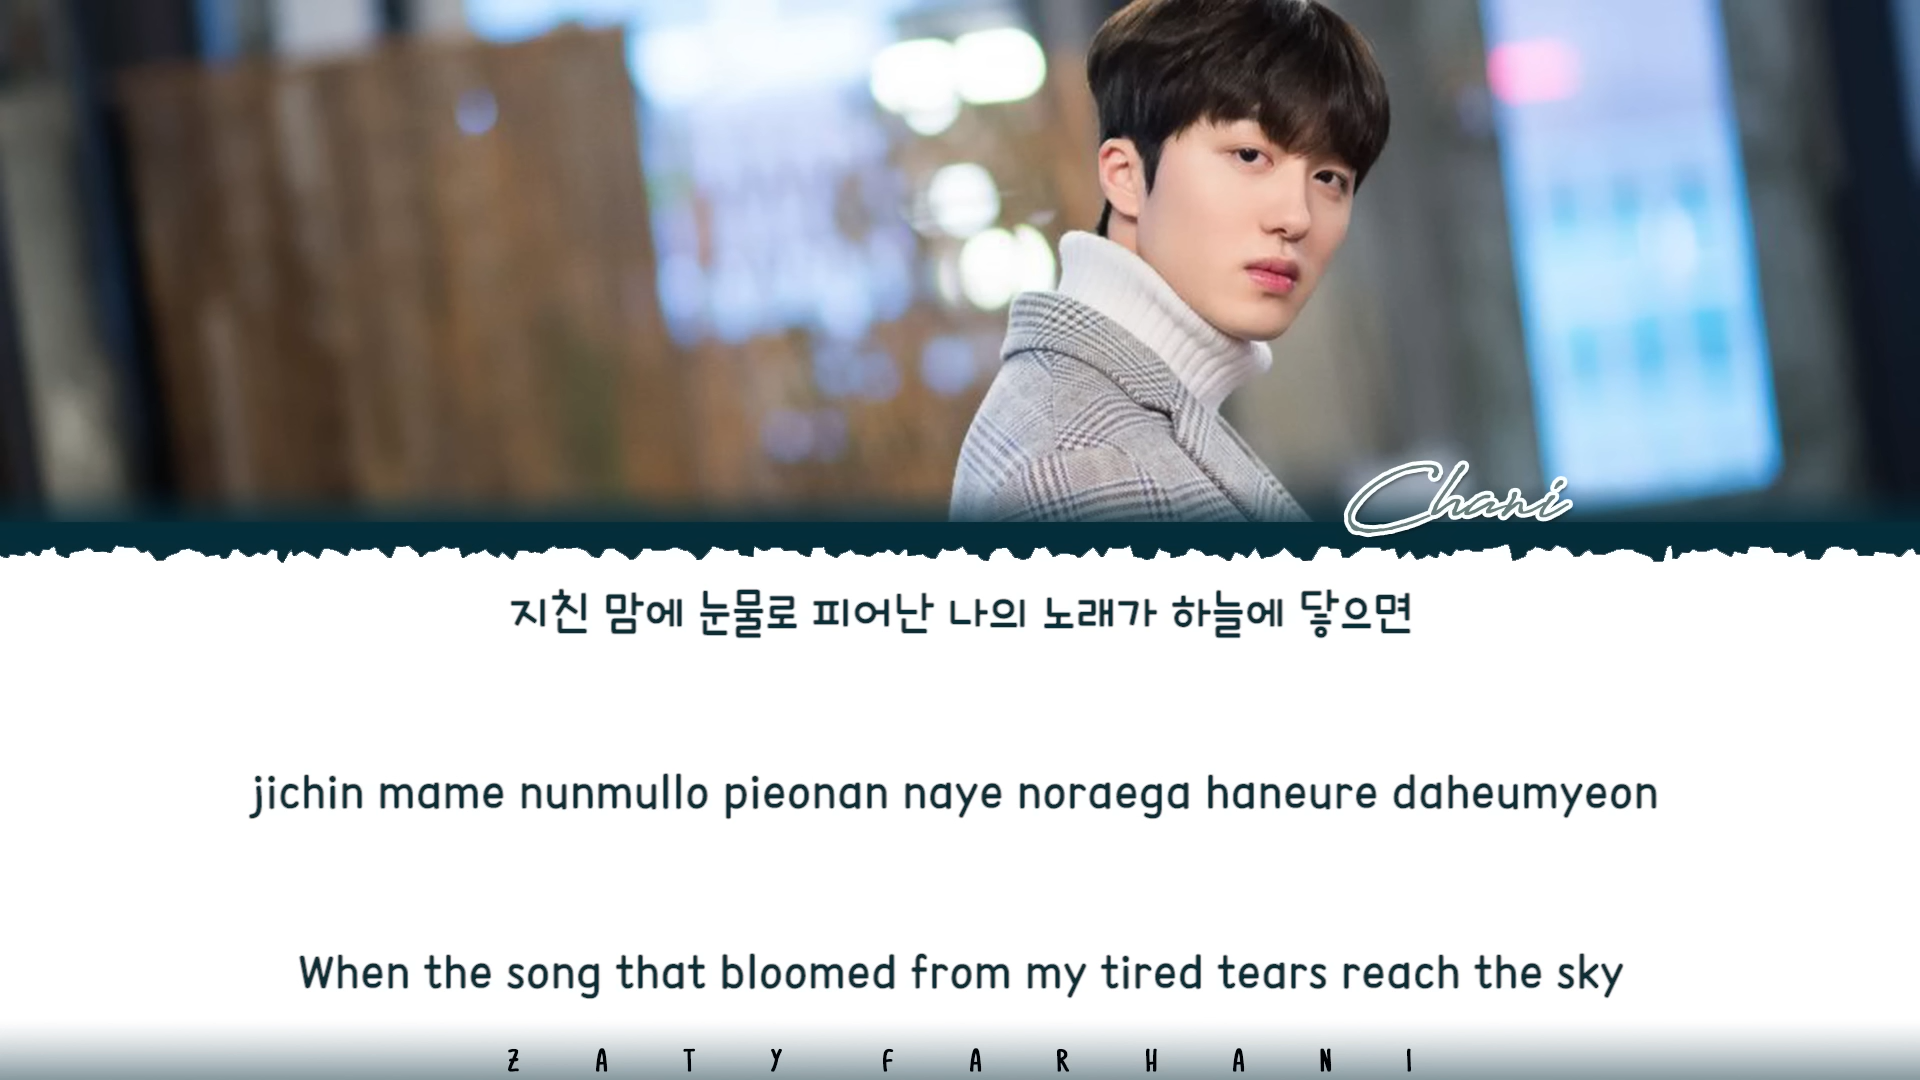 Chani
지친 맘에 눈물로 피어난 나의 노래가 하늘에 닿으면
jichin mame nunmullo pieonan naye noraega haneure daheumyeon
When the song that bloomed from my tired tears reach the sky
ZATY FARHANI